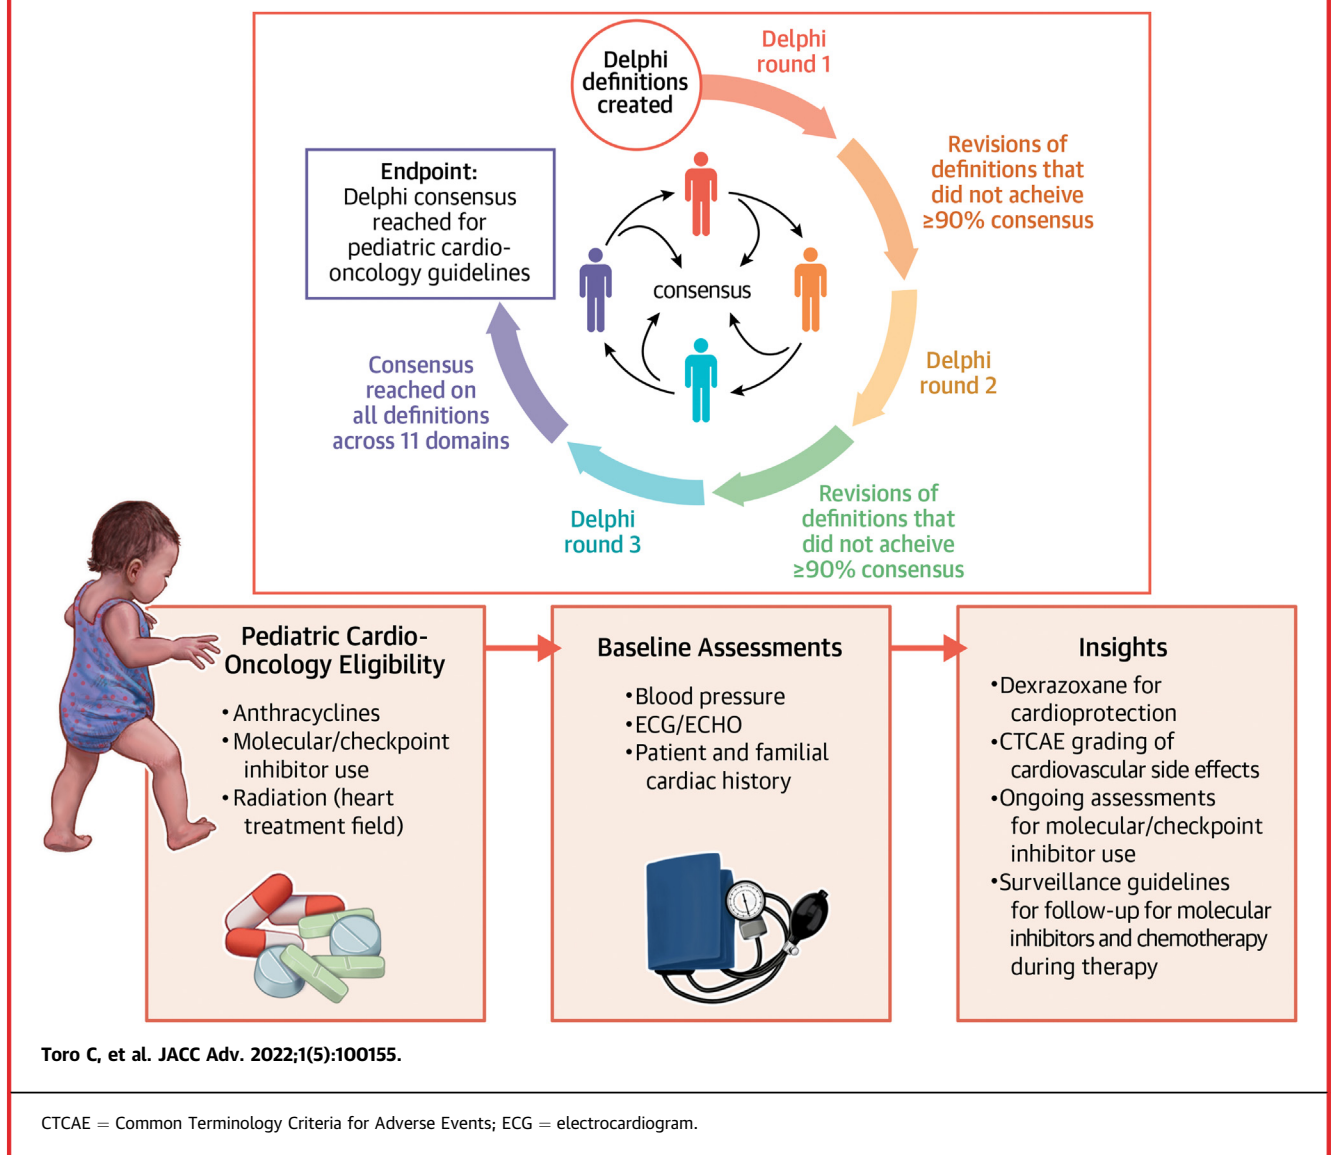 Delphi
definitions
created
Delphi
round 1
Revisions of
definitions that
did not acheive
≥90% consensus
Delphi
round 2
Revisions of
definitions that
did not acheive
≥90% consensus
Delphi
round 3
Consensus
reached on
all definitions
across 11 domains
Endpoint:
Delphi consensus
reached for
pediatric cardio-
oncology guidelines
consensus
Pediatric Cardio-
Oncology Eligibility
• Anthracyclines
• Molecular/checkpoint
inhibitor use
• Radiation (heart
treatment field)
Baseline Assessments
• Blood pressure
• ECG/ECHO
• Patient and familial
cardiac history
Insights
• Dexrazoxane for
cardioprotection
• CTCAE grading of
cardiovascular side effects
• Ongoing assessments
for molecular/checkpoint
inhibitor use
• Surveillance guidelines
for follow-up for molecular
inhibitors and chemotherapy
during therapy
Toro C, et al. JACC Adv. 2022;1(5):100155.
CTCAE = Common Terminology Criteria for Adverse Events; ECG = electrocardiogram.